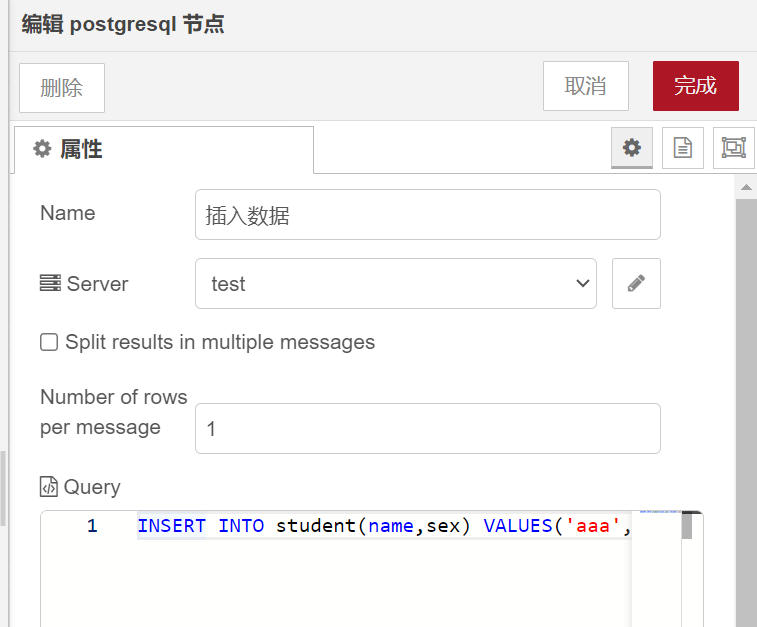 编辑 postgresql 节点
删除
取消
完成
属性
Name
插入数据
Server
test
Split results in multiple messages
Number of rows
per message
1
Query
1 INSERT INTO student(name,sex) VALUES('aaa',